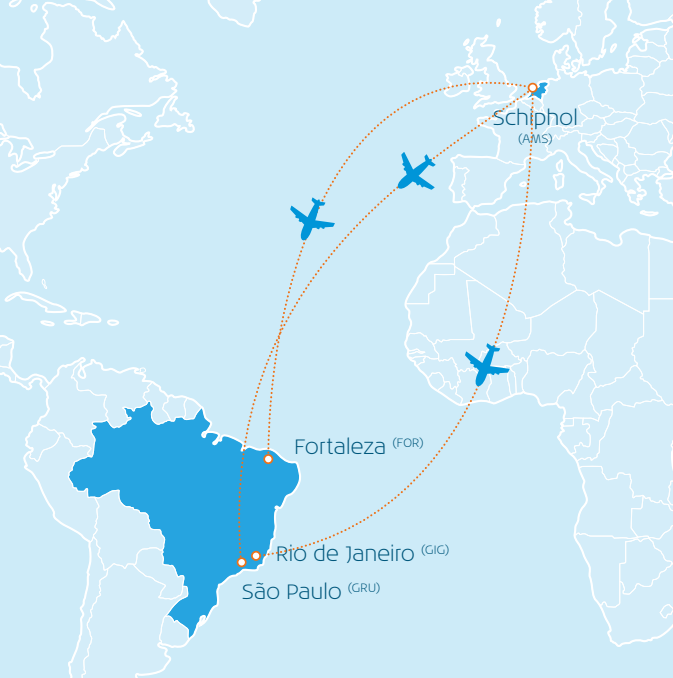 Schiphol
(AMS)
Fortaleza (FOR)
Rio de Janeiro (GIG)
São Paulo (GRU)